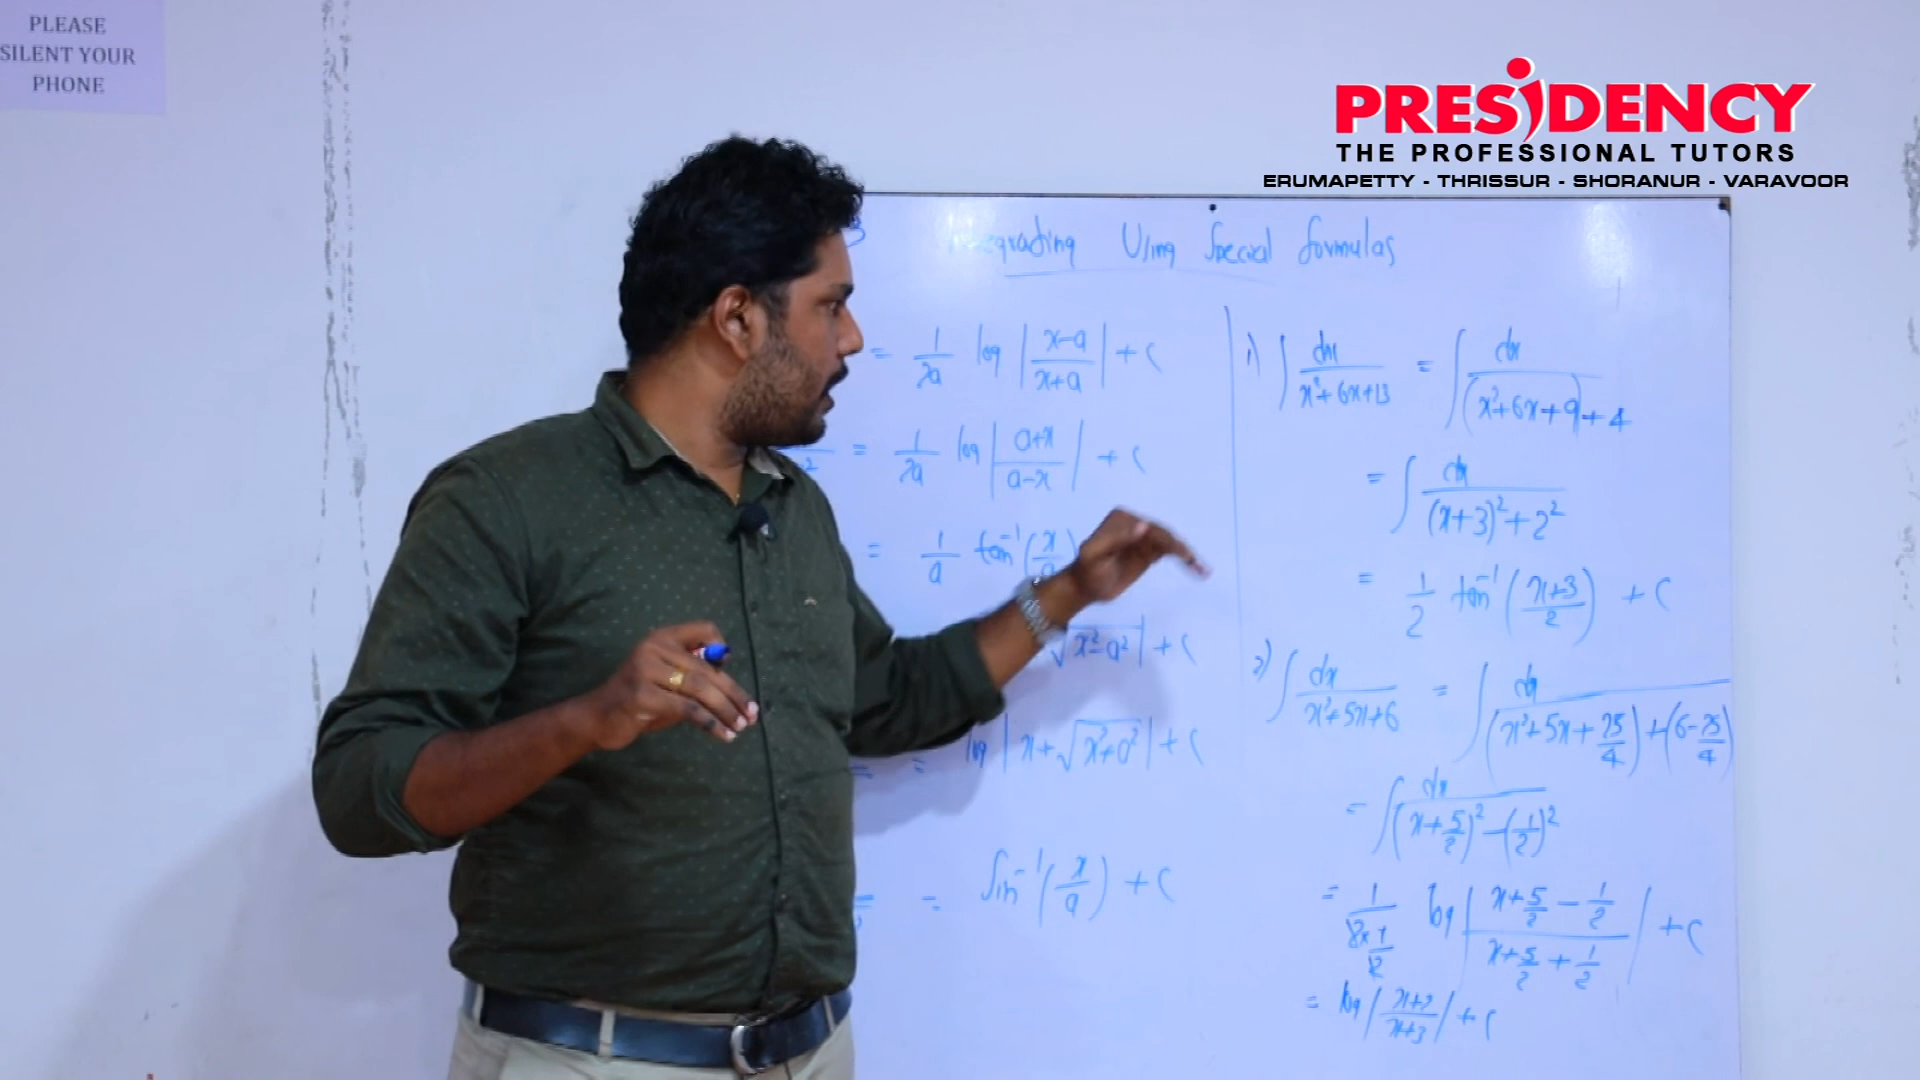 PLEASE
SILENT YOUR
PHONE
PRESiDENCY
THE PROFESSIONAL TUTORS
ERUMAPETTY - THRISSUR - SHORANUR - VARAVOOR
Using Special formulas
= 1/2a log |x-a/x+a| + C
= 1/2a log |a+x/a-x| + C
= 1/a tan⁻¹(x/a
√x²-a²| + C
= log |x+√x²+a²| + C
= Sin⁻¹(x/a) + C
1) ∫ dx/x²+6x+13 = ∫ dx/(x²+6x+9)+4
= ∫ dx/(x+3)²+2²
= 1/2 tan⁻¹(x+3/2) + C
2) ∫ dx/x²+5x+6 = ∫ dx/(x²+5x+25/4)+(6-25/4)
= ∫ dx/(x+5/2)²-(1/2)²
= 1/2x1/2 log |x+5/2-1/2/x+5/2+1/2| + C
= log |x+2/x+3| + C